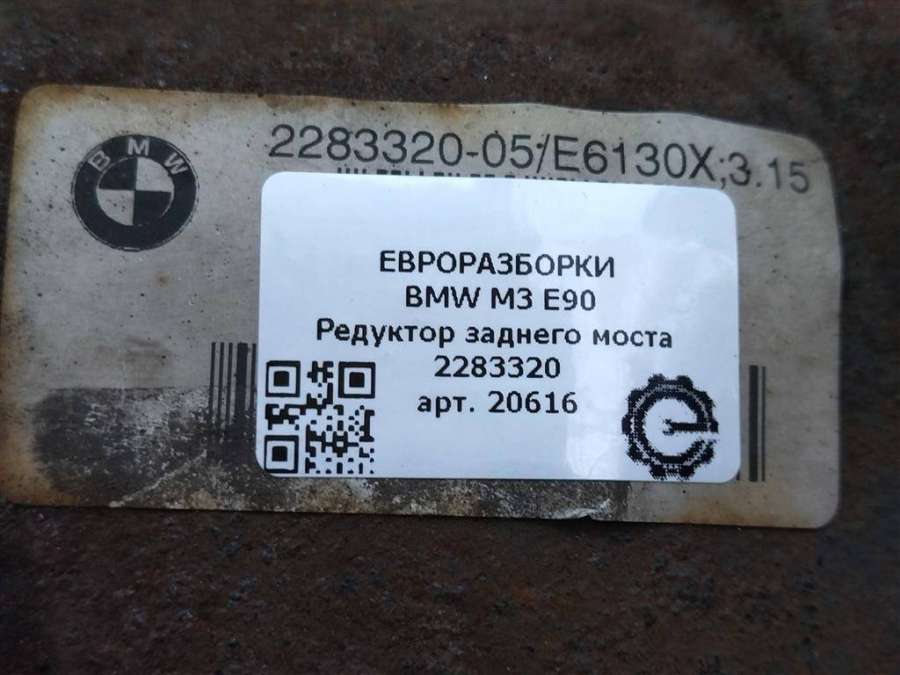 BMW
2283320-05/E6130X;3.15
ЕВРОРАЗБОРКИ
BMW M3 E90
Редуктор заднего моста
2283320
арт. 20616